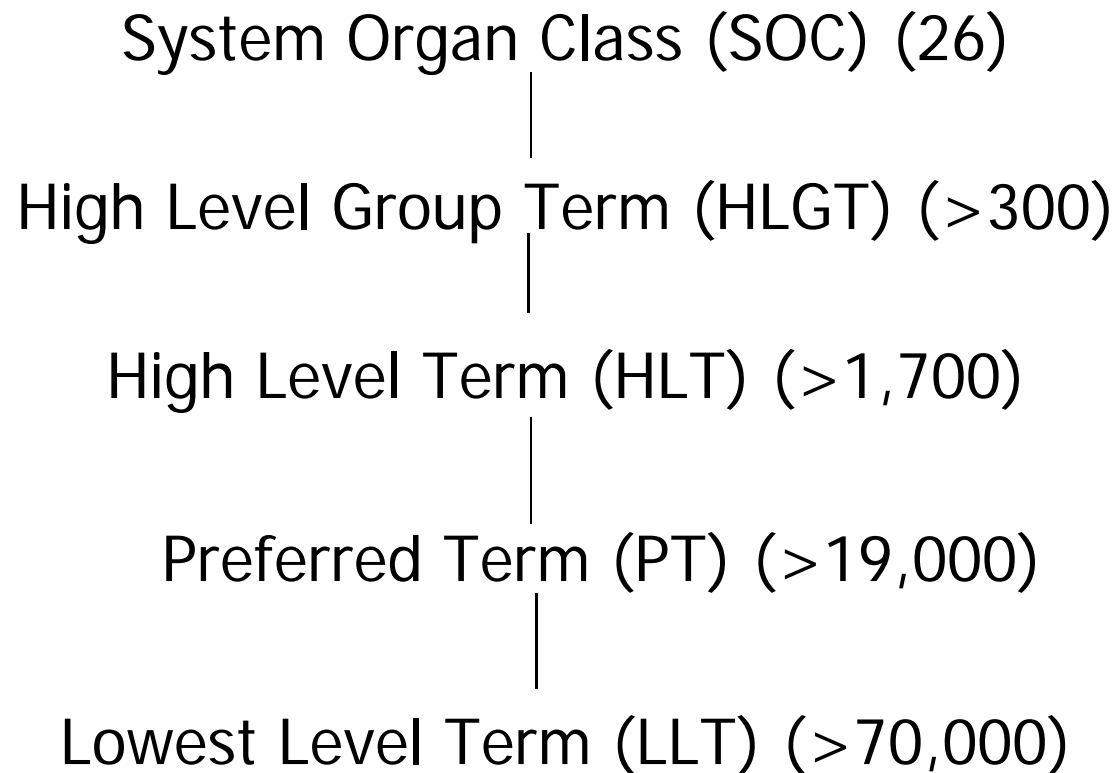 System Organ Class (SOC) (26)
High Level Group Term (HLGT) (>300)
High Level Term (HLT) (>1,700)
Preferred Term (PT) (>19,000)
Lowest Level Term (LLT) (>70,000)